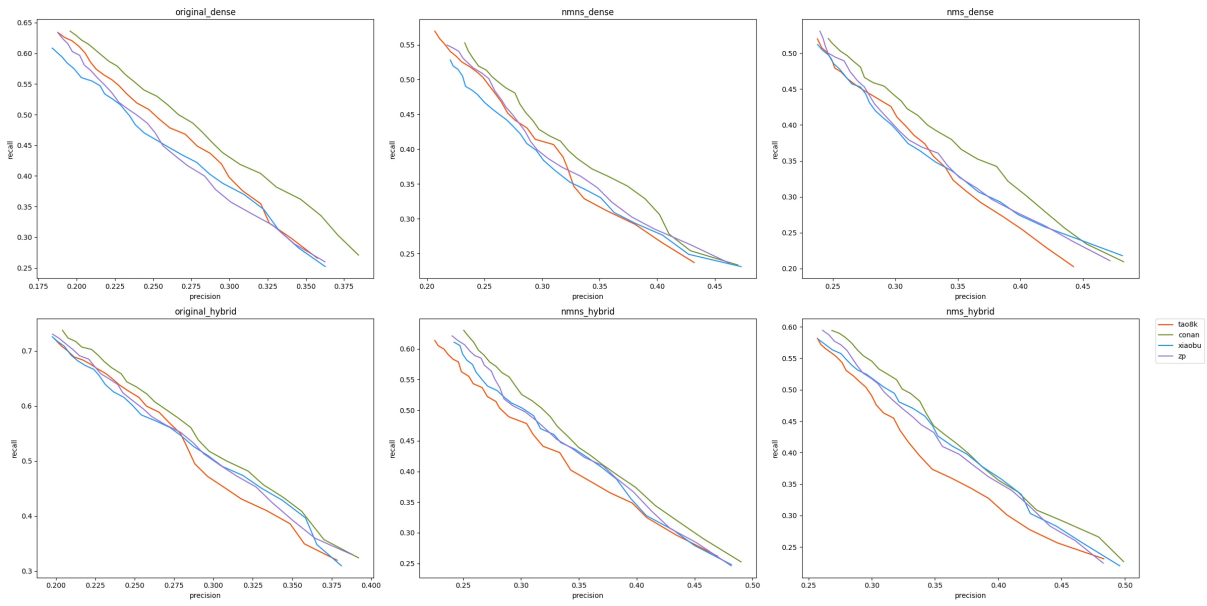 original_dense
0.65
0.60
0.55
0.50
0.45
0.40
0.35
0.30
0.25
recall
0.175 0.200 0.225 0.250 0.275 0.300 0.325 0.350 0.375
precision
nmns_dense
0.55
0.50
0.45
0.40
0.35
0.30
0.25
recall
0.20 0.25 0.30 0.35 0.40 0.45
precision
nms_dense
0.50
0.45
0.40
0.35
0.30
0.25
0.20
recall
0.25 0.30 0.35 0.40 0.45
precision
original_hybrid
0.7
0.6
0.5
0.4
0.3
recall
0.200 0.225 0.250 0.275 0.300 0.325 0.350 0.375 0.400
precision
nmns_hybrid
0.60
0.55
0.50
0.45
0.40
0.35
0.30
0.25
recall
0.25 0.30 0.35 0.40 0.45 0.50
precision
nms_hybrid
0.60
0.55
0.50
0.45
0.40
0.35
0.30
0.25
recall
0.25 0.30 0.35 0.40 0.45 0.50
precision
tao8k
conan
xiaobu
zp